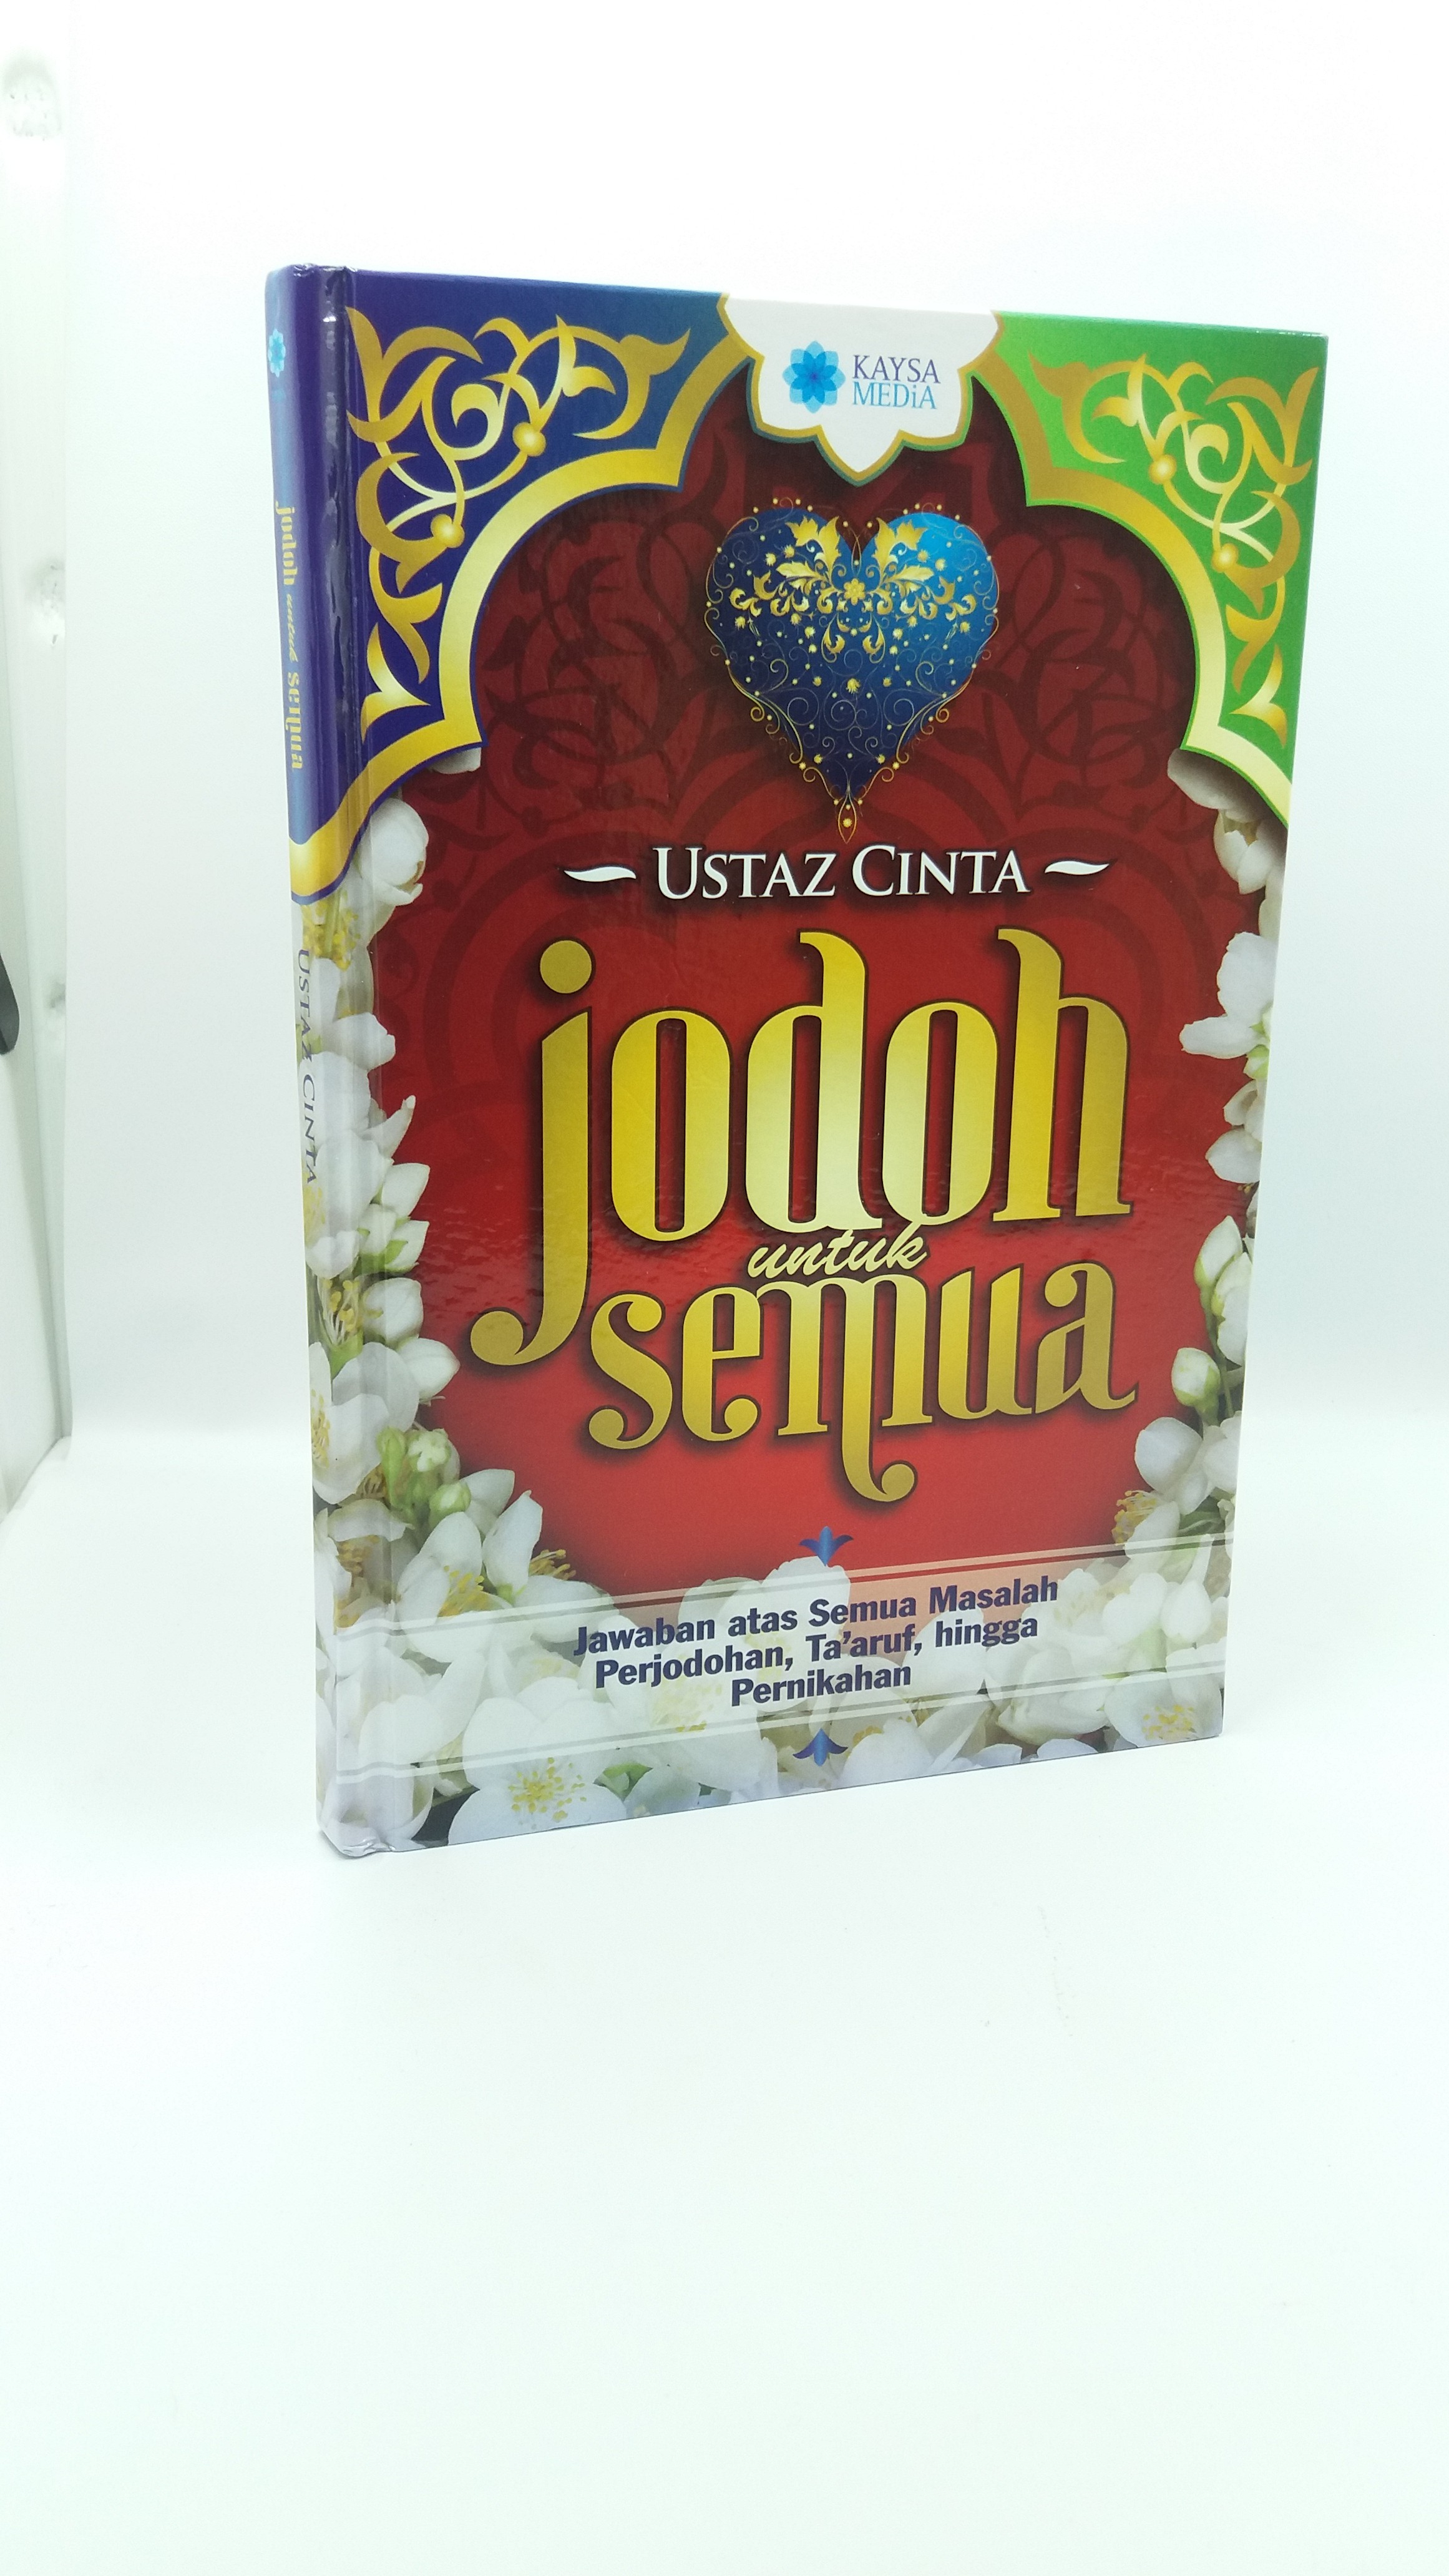 KAYSA
MEDiA
USTAZ CINTA
jodoh
untuk
semua
Jawaban atas Semua Masalah
Perjodohan, Ta'aruf, hingga
Pernikahan
jodoh untuk semua
USTAZ CINTA